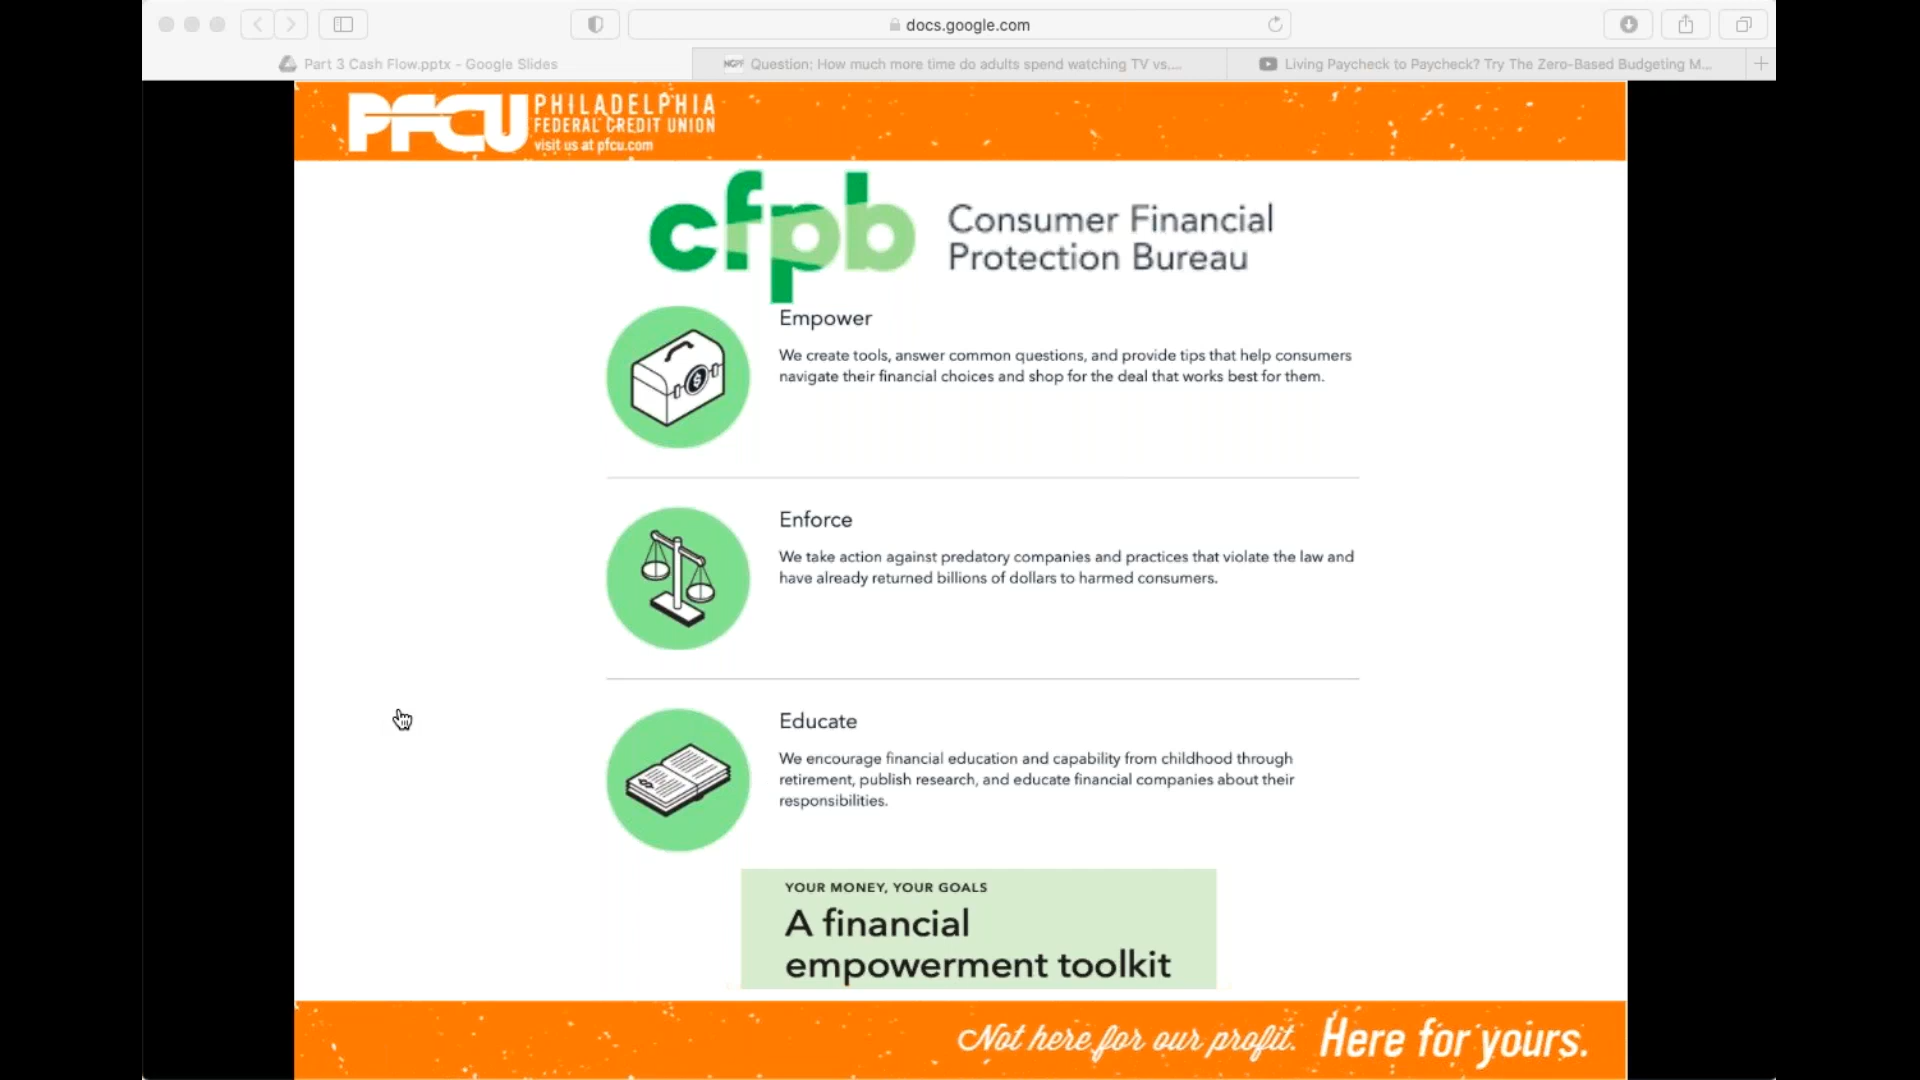 docs.google.com
Part 3 Cash Flow.pptx - Google Slides
NGPF Question: How much more time do adults spend watching TV vs....
Living Paycheck to Paycheck? Try The Zero-Based Budgeting M...
PFCU PHILADELPHIA
FEDERAL CREDIT UNION
visit us at pfcu.com
cfpb Consumer Financial
Protection Bureau
Empower
We create tools, answer common questions, and provide tips that help consumers
navigate their financial choices and shop for the deal that works best for them.
Enforce
We take action against predatory companies and practices that violate the law and
have already returned billions of dollars to harmed consumers.
Educate
We encourage financial education and capability from childhood through
retirement, publish research, and educate financial companies about their
responsibilities.
YOUR MONEY, YOUR GOALS
A financial
empowerment toolkit
Not here for our profit. Here for yours.